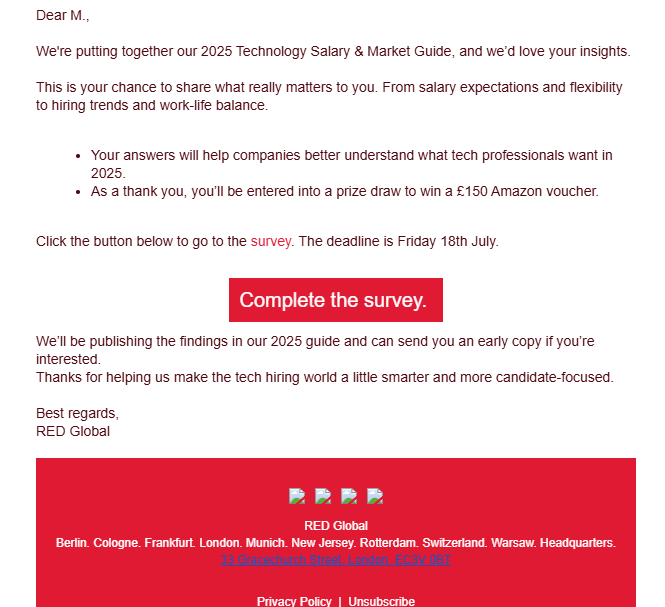 Dear M.,
We're putting together our 2025 Technology Salary & Market Guide, and we’d love your insights.
This is your chance to share what really matters to you. From salary expectations and flexibility
to hiring trends and work-life balance.
• Your answers will help companies better understand what tech professionals want in
2025.
• As a thank you, you’ll be entered into a prize draw to win a £150 Amazon voucher.
Click the button below to go to the survey. The deadline is Friday 18th July.
Complete the survey.
We’ll be publishing the findings in our 2025 guide and can send you an early copy if you’re
interested.
Thanks for helping us make the tech hiring world a little smarter and more candidate-focused.
Best regards,
RED Global
RED Global
Berlin. Cologne. Frankfurt. London. Munich. New Jersey. Rotterdam. Switzerland. Warsaw. Headquarters.
Gracechurch Street, London, EC3V
Privacy Policy | Unsubscribe